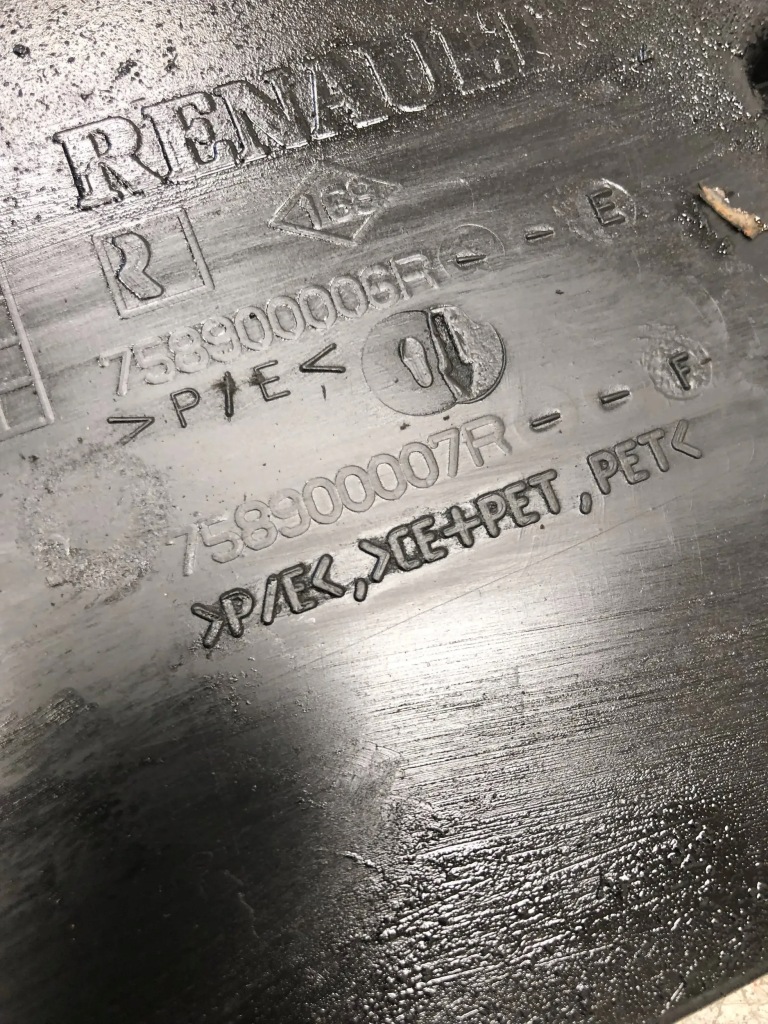 RENAULT
169
758900006R - - E
>P/E<
758900007R - - F
>P/E<,>CE+PET,PET<